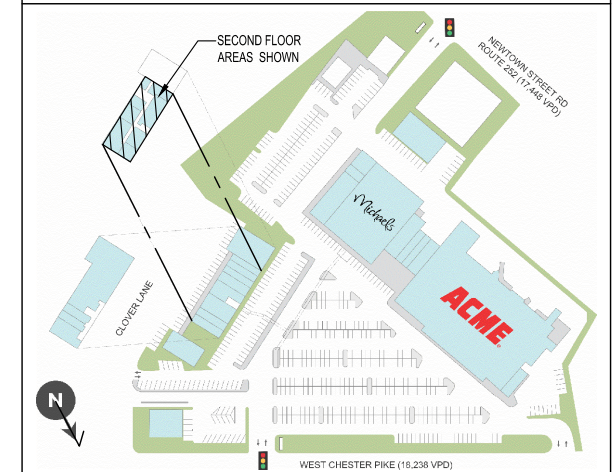 SECOND FLOOR
AREAS SHOWN
NEWTOWN STREET RD
ROUTE 252 (17,448 VPD)
Michaels
ACME
CLOVER LANE
N
WEST CHESTER PIKE (18,238 VPD)